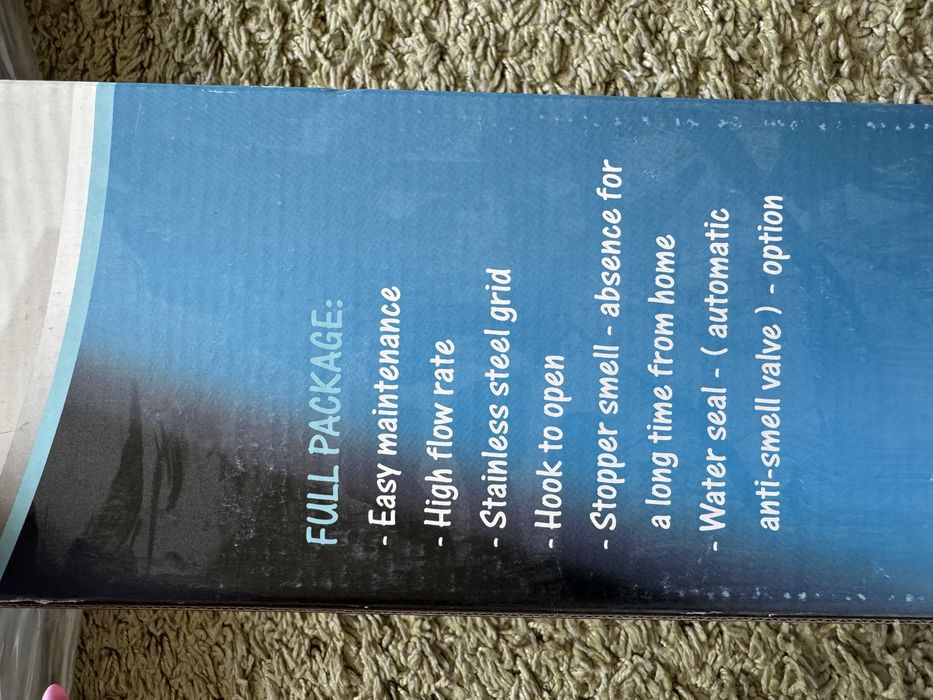 FULL PACKAGE:
- Easy maintenance
- High flow rate
- Stainless steel grid
- Hook to open
- Stopper smell - absence for
a long time from home
- Water seal - ( automatic
anti-smell valve ) - option